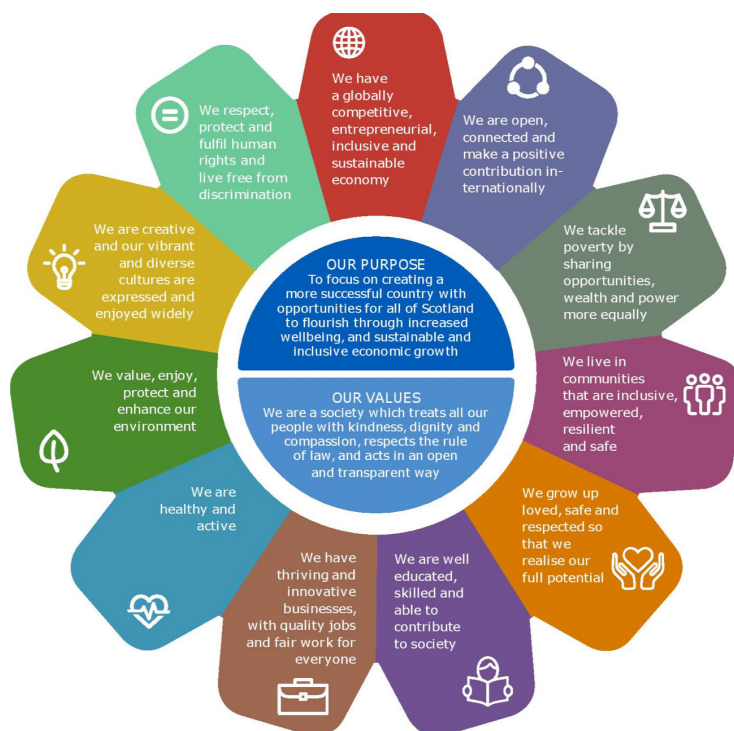 We have
a globally
competitive,
entrepreneurial,
inclusive and
sustainable
economy
We are open,
connected and
make a positive
contribution in-
ternationally
We tackle
poverty by
sharing
opportunities,
wealth and power
more equally
We live in
communities
that are inclusive,
empowered,
resilient
and safe
We grow up
loved, safe and
respected so
that we
realise our
full potential
We are well
educated,
skilled and
able to
contribute
to society
We have
thriving and
innovative
businesses,
with quality jobs
and fair work for
everyone
We are
healthy and
active
We value, enjoy,
protect and
enhance our
environment
We are creative
and our vibrant
and diverse
cultures are
expressed and
enjoyed widely
We respect,
protect and
fulfil human
rights and
live free from
discrimination
OUR PURPOSE
To focus on creating a
more successful country with
opportunities for all of Scotland
to flourish through increased
wellbeing, and sustainable and
inclusive economic growth
OUR VALUES
We are a society which treats all our
people with kindness, dignity and
compassion, respects the rule
of law, and acts in an open
and transparent way